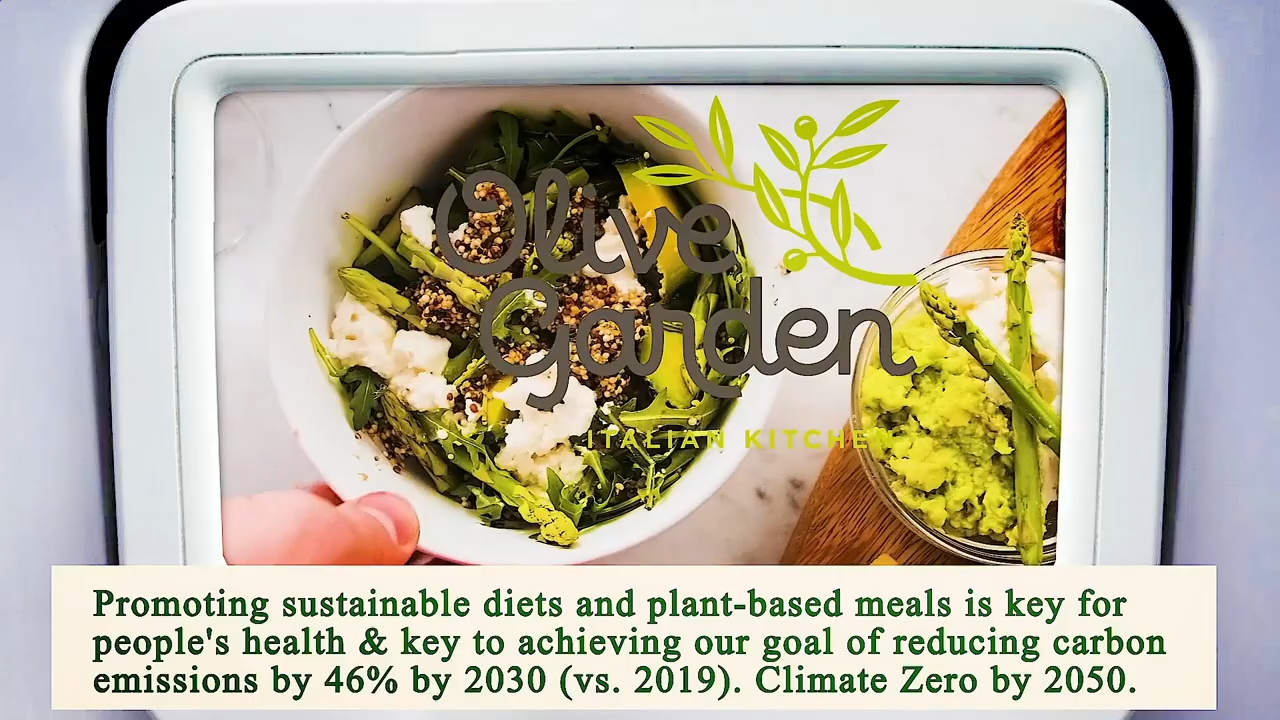 Olive
Garden
ITALIAN KITCHEN
Promoting sustainable diets and plant-based meals is key for
people's health & key to achieving our goal of reducing carbon
emissions by 46% by 2030 (vs. 2019). Climate Zero by 2050.